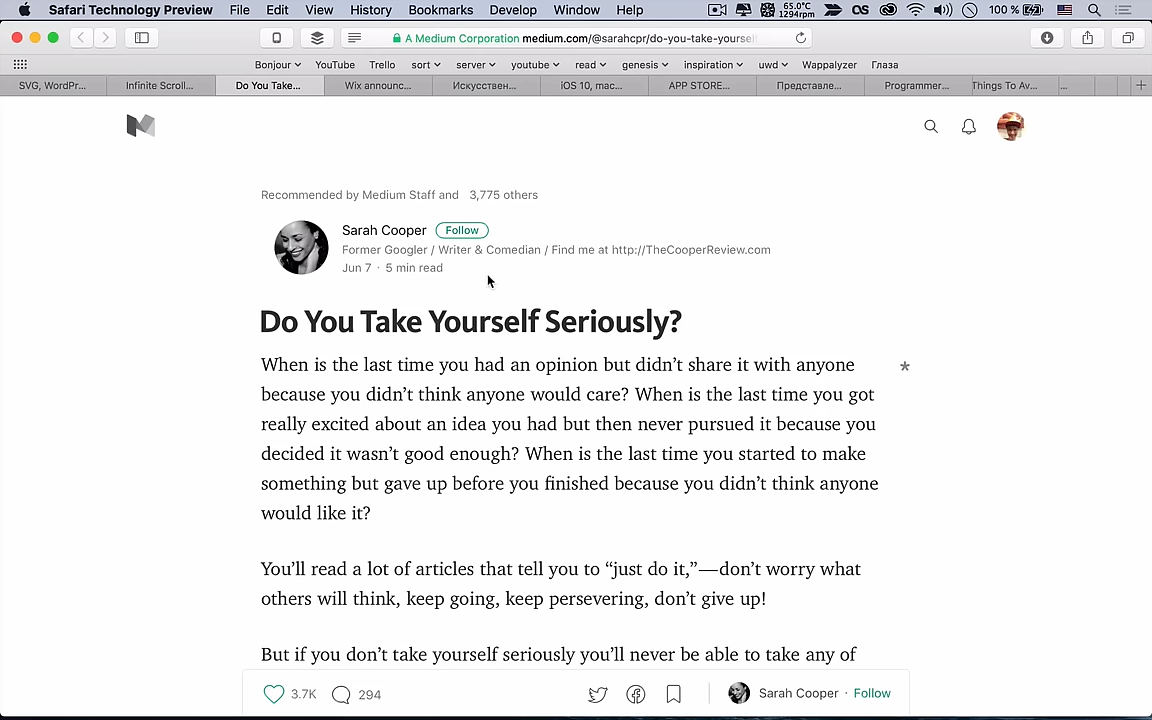 Safari Technology Preview File Edit View History Bookmarks Develop Window Help 65.0°C 1294rpm OS 100 %
A Medium Corporation medium.com/@sarahcpr/do-you-take-yoursel
Bonjour YouTube Trello sort server youtube read genesis inspiration uwd Wappalyzer Глаза
SVG, WordPr... Infinite Scroll... Do You Take... Wix announc... Искусствен... iOS 10, mac... APP STORE... Представле... Programmer... Things To Av... ...
Recommended by Medium Staff and 3,775 others
Sarah Cooper Follow
Former Googler / Writer & Comedian / Find me at http://TheCooperReview.com
Jun 7 · 5 min read
Do You Take Yourself Seriously?
When is the last time you had an opinion but didn’t share it with anyone *
because you didn’t think anyone would care? When is the last time you got
really excited about an idea you had but then never pursued it because you
decided it wasn’t good enough? When is the last time you started to make
something but gave up before you finished because you didn’t think anyone
would like it?
You’ll read a lot of articles that tell you to “just do it,”—don’t worry what
others will think, keep going, keep persevering, don’t give up!
But if you don’t take yourself seriously you’ll never be able to take any of
3.7K 294 Sarah Cooper · Follow